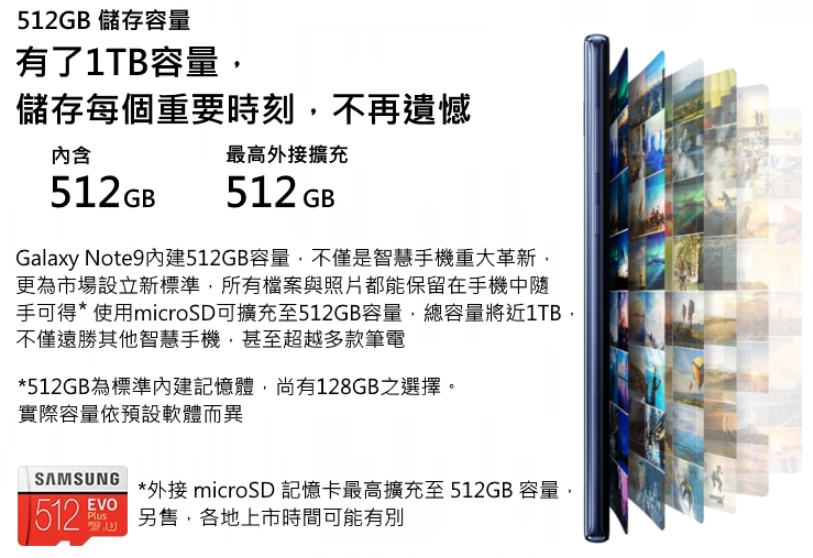 512GB 儲存容量
有了1TB容量，
儲存每個重要時刻，不再遺憾
內含 最高外接擴充
512GB 512 GB
Galaxy Note9內建512GB容量，不僅是智慧手機重大革新，
更為市場設立新標準，所有檔案與照片都能保留在手機中隨
手可得* 使用microSD可擴充至512GB容量，總容量將近1TB，
不僅遠勝其他智慧手機，甚至超越多款筆電
*512GB為標準內建記憶體，尚有128GB之選擇。
實際容量依預設軟體而異
SAMSUNG
512 EVO
Plus
*外接 microSD 記憶卡最高擴充至 512GB 容量，
另售，各地上市時間可能有別